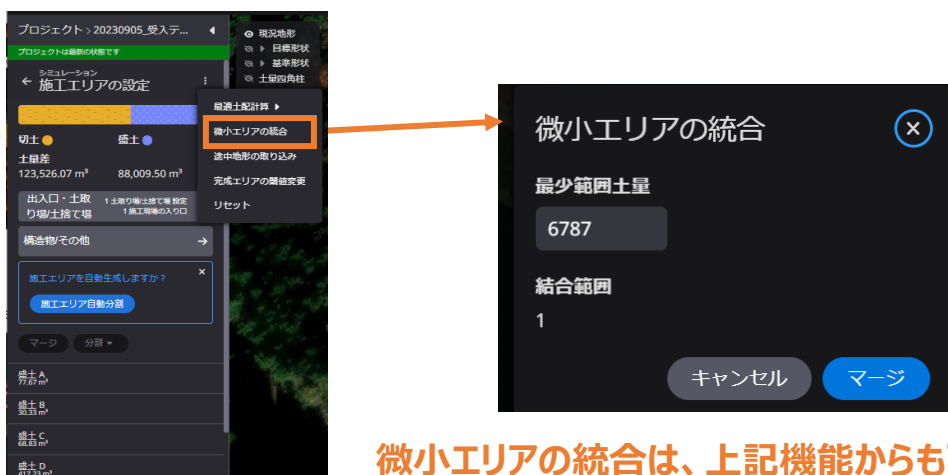 プロジェクト > 20230905_受入テ...
プロジェクトは最新の状態です
シミュレーション
施工エリアの設定
切土
盛土
土量差
123,526.07 m³
88,009.50 m³
出入口・土取り場/土捨て場
1 土取り場/土捨て場 設定
1 施工現場の入り口
構造物/その他
施工エリアを自動生成しますか?
施工エリア自動分割
マージ
分割
盛土 A
77.67 m³
盛土 B
30.33 m³
盛土 C
68.83 m³
盛土 D
417.23 m³
現況地形
目標形状
基準形状
土量四角柱
最適土配計算
微小エリアの統合
途中地形の取り込み
完成エリアの閾値変更
リセット
微小エリアの統合
最少範囲土量
6787
結合範囲
1
キャンセル
マージ
微小エリアの統合は、上記機能からも